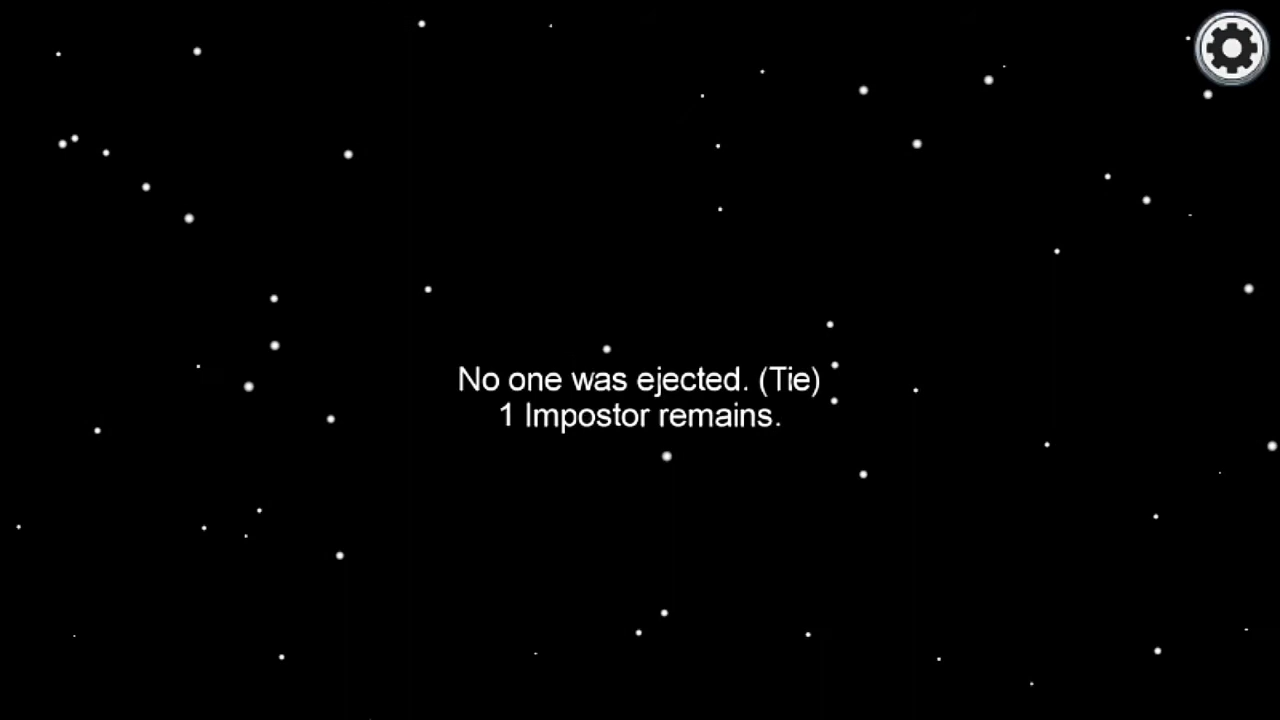 No one was ejected. (Tie)
1 Impostor remains.